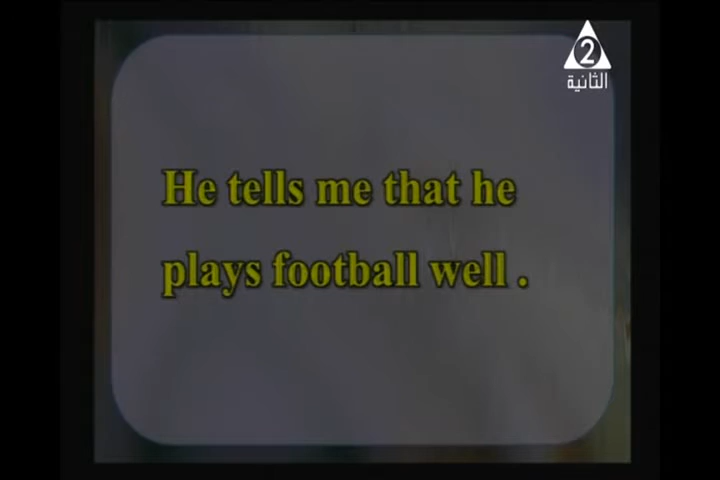 2
الثانية
He tells me that he
plays football well .